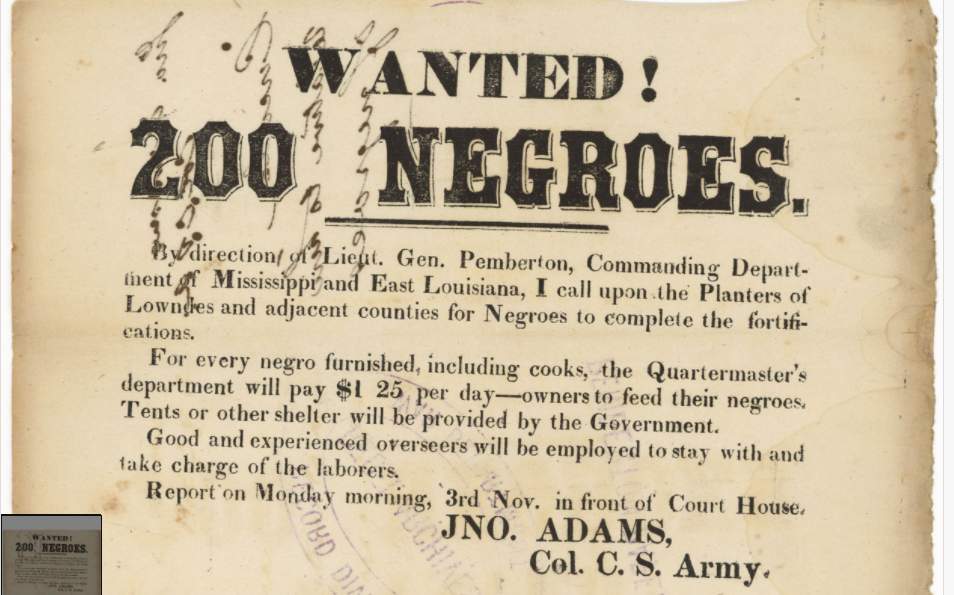 WANTED!
200 NEGROES.
By direction of Lieut. Gen. Pemberton, Commanding Depart-
ment of Mississippi and East Louisiana, I call upon the Planters of
Lowndes and adjacent counties for Negroes to complete the fortifi-
cations.
For every negro furnished, including cooks, the Quartermaster's
department will pay $1 25 per day—owners to feed their negroes.
Tents or other shelter will be provided by the Government.
Good and experienced overseers will be employed to stay with and
take charge of the laborers.
Report on Monday morning, 3rd Nov. in front of Court House.
JNO. ADAMS,
Col. C. S. Army.